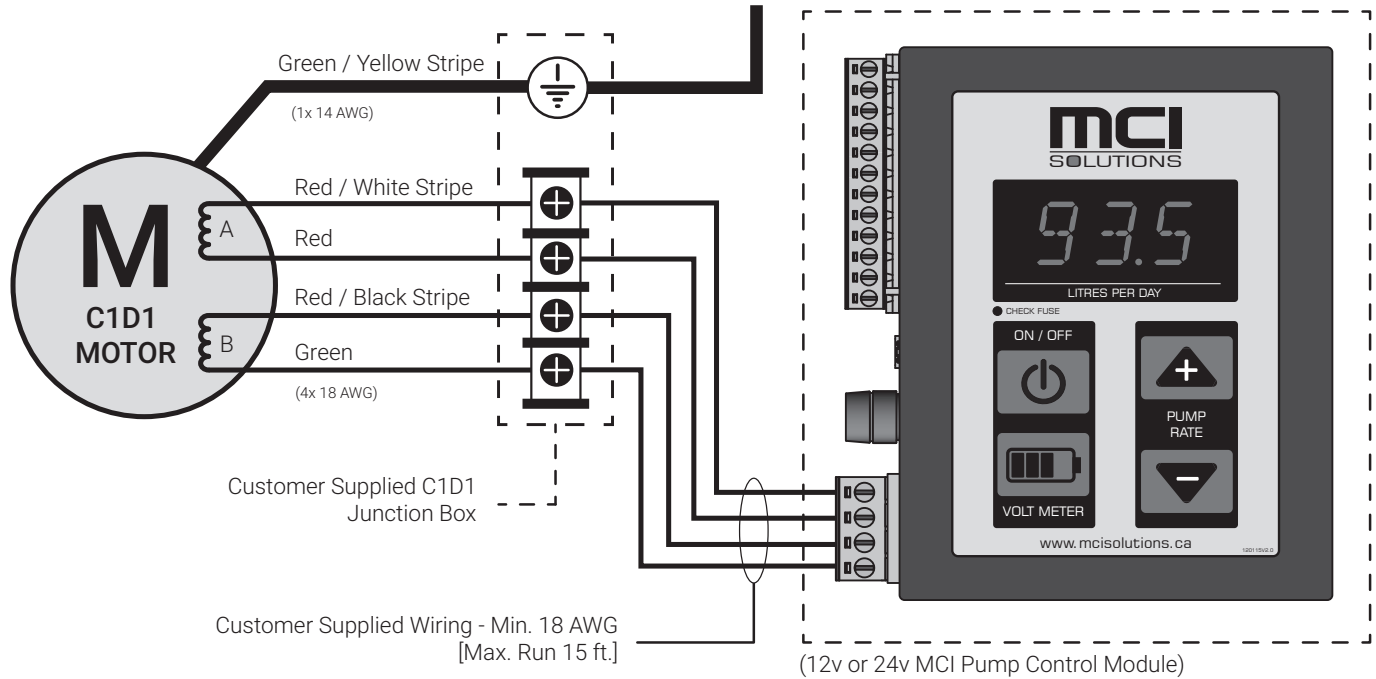 Green / Yellow Stripe
(1x 14 AWG)
Red / White Stripe
Red
Red / Black Stripe
Green
(4x 18 AWG)
A
B
M
C1D1
MOTOR
Customer Supplied C1D1
Junction Box
Customer Supplied Wiring - Min. 18 AWG
[Max. Run 15 ft.]
mci
SOLUTIONS
93.5
LITRES PER DAY
CHECK FUSE
ON / OFF
PUMP
RATE
VOLT METER
www.mcisolutions.ca
120115v2.0
(12v or 24v MCI Pump Control Module)